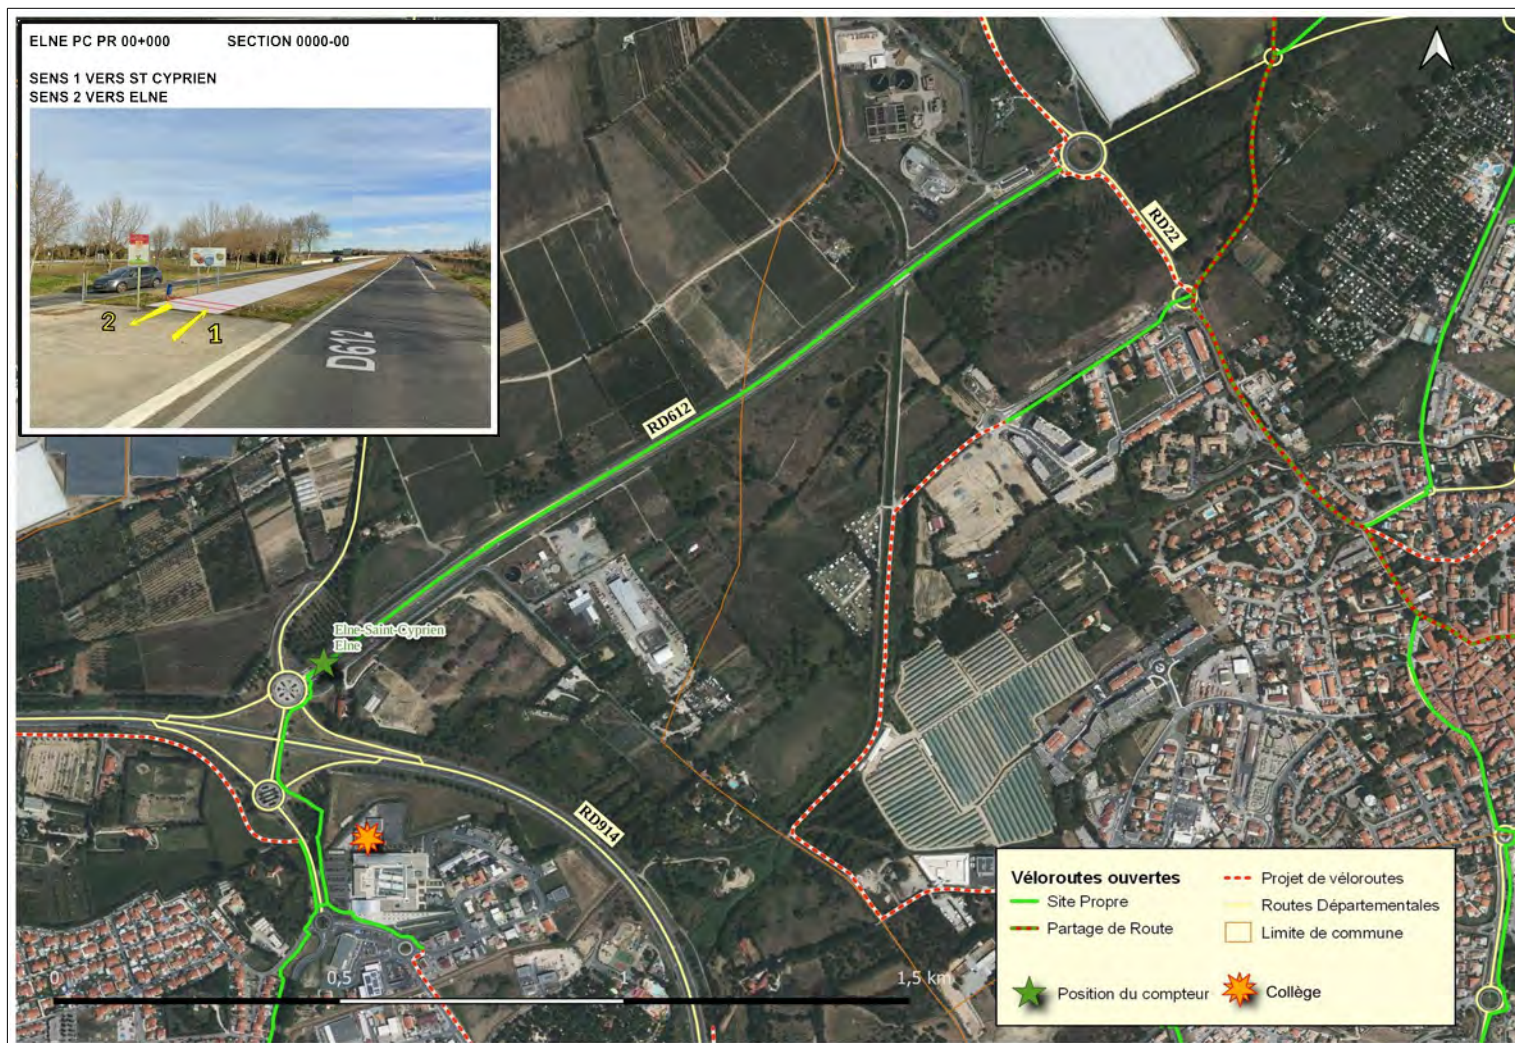 ELNE PC PR 00+000 SECTION 0000-00
SENS 1 VERS ST CYPRIEN
SENS 2 VERS ELNE
2
1
D612
RD22
RD612
Elne-Saint-Cyprien
Elne
RD914
0 0,5 1 1,5 km
Véloroutes ouvertes
Site Propre
Partage de Route
Projet de véloroutes
Routes Départementales
Limite de commune
Position du compteur
Collège